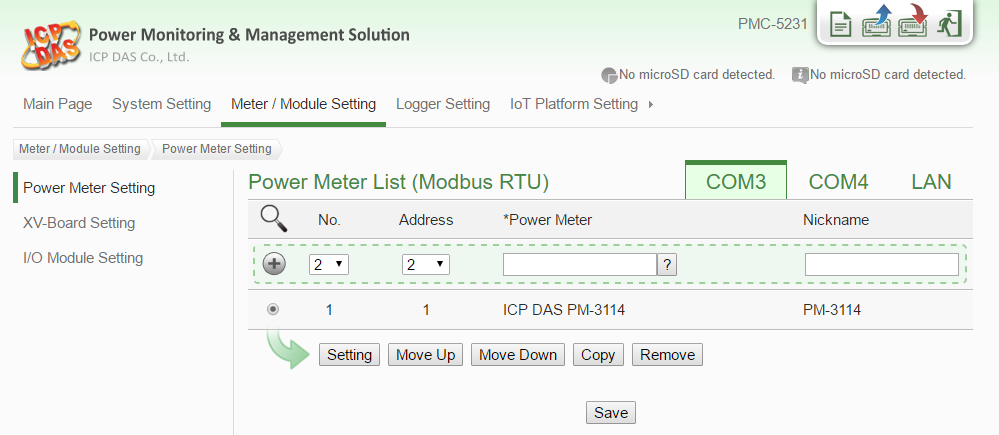 ICP DAS
Power Monitoring & Management Solution
ICP DAS Co., Ltd.
PMC-5231
No microSD card detected. No microSD card detected.
Main Page System Setting Meter / Module Setting Logger Setting IoT Platform Setting
Meter / Module Setting Power Meter Setting
Power Meter Setting
XV-Board Setting
I/O Module Setting
Power Meter List (Modbus RTU) COM3 COM4 LAN
No. Address *Power Meter Nickname
2 2 ?
1 1 ICP DAS PM-3114 PM-3114
Setting Move Up Move Down Copy Remove
Save